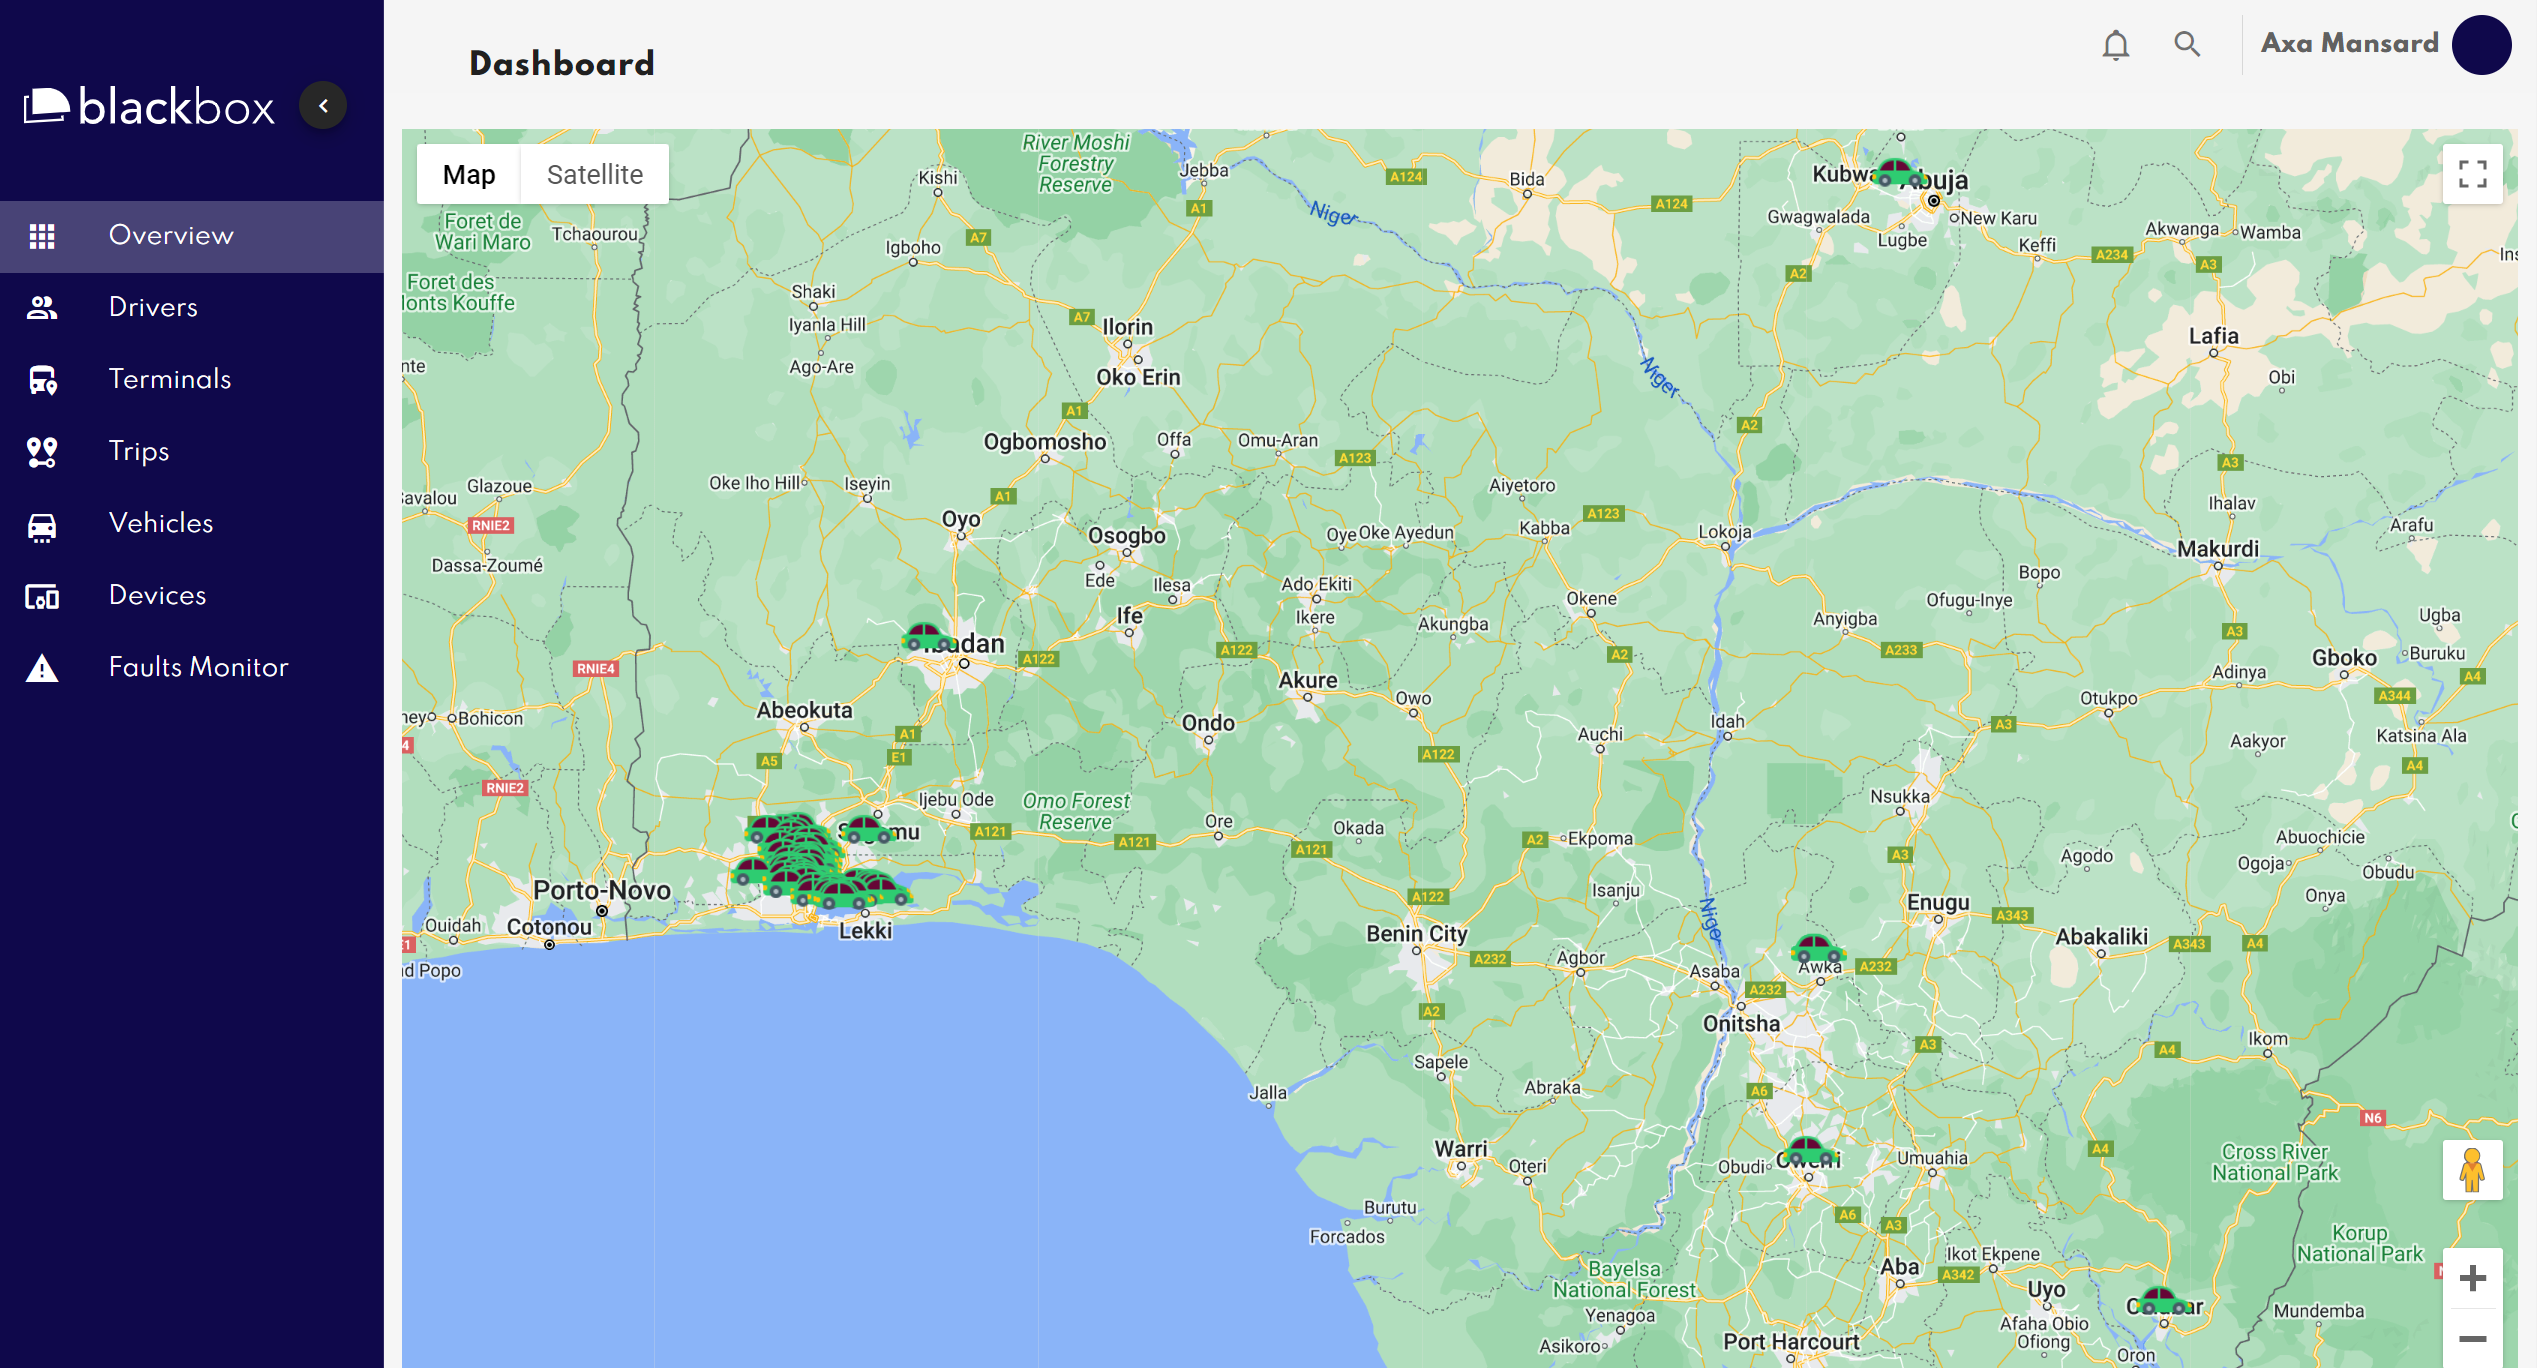 blackbox
Overview
Drivers
Terminals
Trips
Vehicles
Devices
Faults Monitor
Dashboard
Axa Mansard
Map
Satellite
River Moshi
Forestry
Reserve
Jebba
Kishi
A124
Bida
A124
Abuja
A1
Niger
Gwagwalada
New Karu
Foret de
Wari Maro
Tchaourou
A7
Igboho
Lugbe
Keffi
A234
Akwanga
Wamba
A3
A2
Foret des
Shaki
Iyanla Hill
A7
Ilorin
Lafia
Ago-Are
Oko Erin
Niger
Obi
A1
A2
Ogbomosho
Offa
Omu-Aran
A123
A3
Oke Iho Hill
Iseyin
Glazoue
A1
Aiyetoro
Ihalav
RNIE2
Oyo
Osogbo
Oye
Oke Ayedun
Kabba
A123
Lokoja
Arafu
Makurdi
Dassa-Zoumé
Ede
Ilesa
Ado Ekiti
Bopo
Okene
Ofugu-Inye
Ife
Ikere
Akungba
Anyigba
Ugba
A3
A122
A122
A2
A233
Gboko
Buruku
RNIE4
Akure
Adinya
A4
Owo
Otukpo
A344
Abeokuta
Bohicon
Ondo
Idah
A3
Katsina Ala
A1
Auchi
Aakyor
A5
E1
A122
A4
RNIE2
Ijebu Ode
Omo Forest
Reserve
Nsukka
Ore
Okada
A121
A121
A121
A2
Ekpoma
A3
Agodo
Abuochicie
Ogoja
Obudu
Porto-Novo
Isanju
Onya
A122
Enugu
A343
Ouidah
Cotonou
Lekki
Benin City
Niger
Abakaliki
A343
A4
A232
Agbor
Asaba
Awka
A232
A232
A2
Onitsha
A3
A4
Ikom
Sapele
Abraka
A6
Jalla
N6
Warri
Oteri
Obudi
Umuahia
A4
Cross River
National Park
Burutu
Forcados
A6
A3
Korup
National Park
Ikot Ekpene
Bayelsa
National Forest
Aba
A342
Uyo
Yenagoa
Afaha Obio
Ofiong
Mundemba
Asikoro
Port Harcourt
Oron